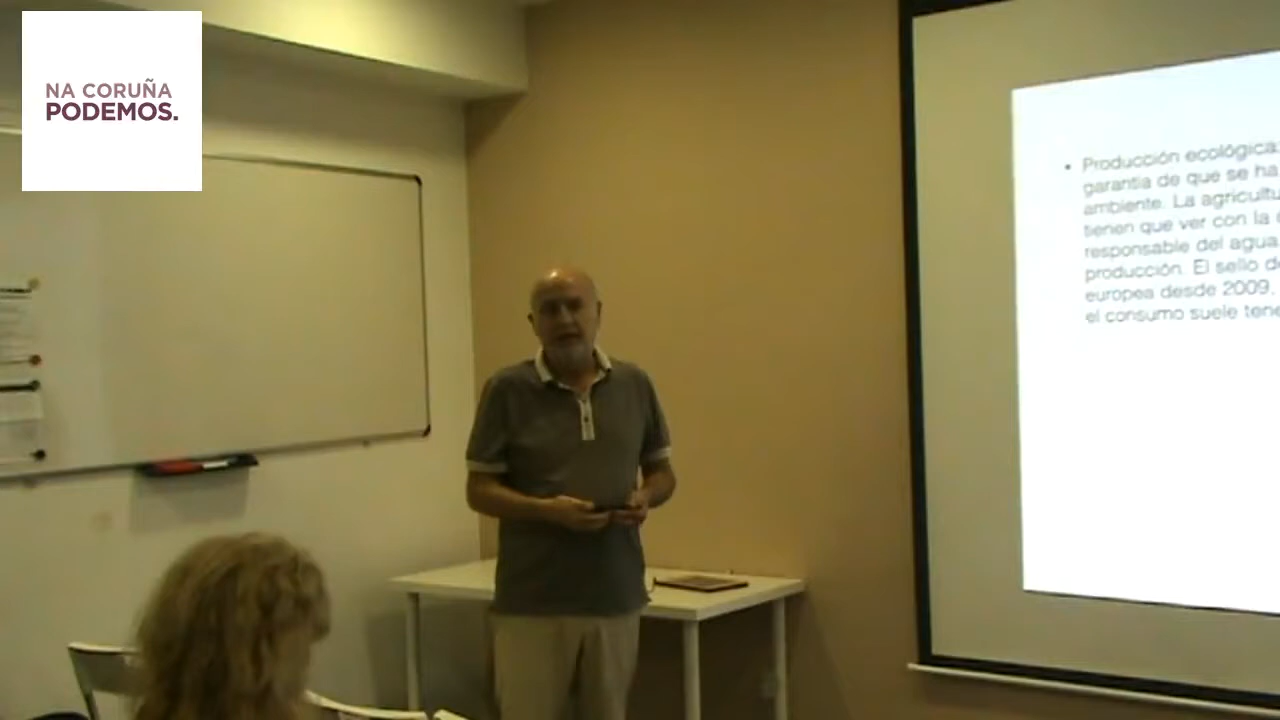 NA CORUÑA
PODEMOS.
• Producción ecológica:
garantía de que se ha
ambiente. La agricultu
tienen que ver con la
responsable del agua
producción. El sello d
europea desde 2009,
el consumo suele tene